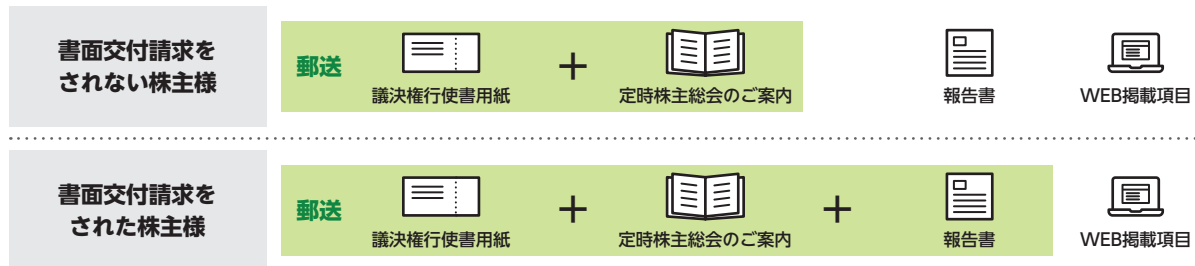 書面交付請求を
されない株主様
郵送
議決権行使書用紙
+
定時株主総会のご案内
報告書
WEB掲載項目
書面交付請求を
された株主様
郵送
議決権行使書用紙
+
定時株主総会のご案内
+
報告書
WEB掲載項目